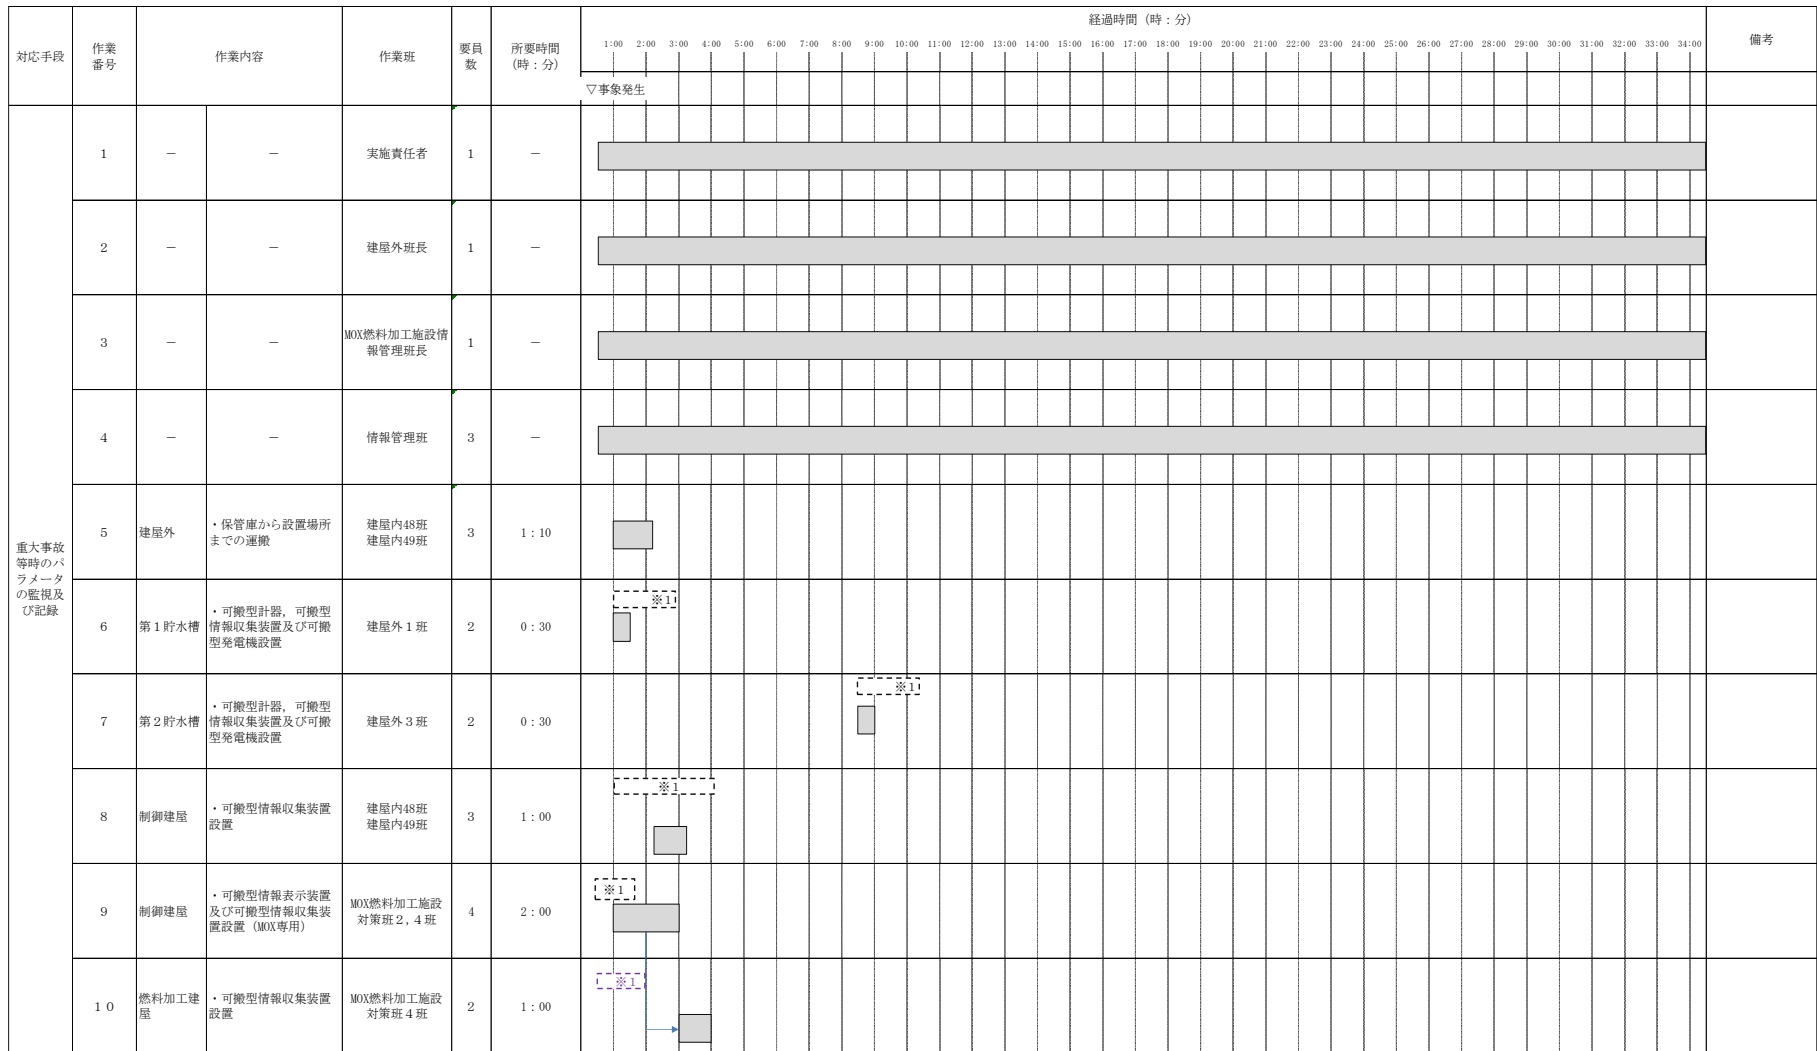 対応手段
作業
番号
作業内容
作業班
要員
数
所要時間
(時：分)
経過時間（時：分）
備考
1:00 2:00 3:00 4:00 5:00 6:00 7:00 8:00 9:00 10:00 11:00 12:00 13:00 14:00 15:00 16:00 17:00 18:00 19:00 20:00 21:00 22:00 23:00 24:00 25:00 26:00 27:00 28:00 29:00 30:00 31:00 32:00 33:00 34:00
▽事象発生
重大事故
等時のパ
ラメータ
の監視及
び記録
1 － － 実施責任者 1 －
2 － － 建屋外班長 1 －
3 － － MOX燃料加工施設情
報管理班長 1 －
4 － － 情報管理班 3 －
5 建屋外 ・保管庫から設置場所
までの運搬
建屋内48班
建屋内49班
3 1：10
6 第１貯水槽 ・可搬型計器，可搬型
情報収集装置及び可搬
型発電機設置
建屋外１班 2 0：30
※1
7 第２貯水槽 ・可搬型計器，可搬型
情報収集装置及び可搬
型発電機設置
建屋外３班 2 0：30
※1
8 制御建屋 ・可搬型情報収集装置
設置
建屋内48班
建屋内49班
3 1：00
※1
9 制御建屋 ・可搬型情報表示装置
及び可搬型情報収集装
置設置（MOX専用）
MOX燃料加工施設
対策班２,４班
4 2：00
※1
１０ 燃料加工建
屋
・可搬型情報収集装置
設置
MOX燃料加工施設
対策班４班
2 1：00
※1